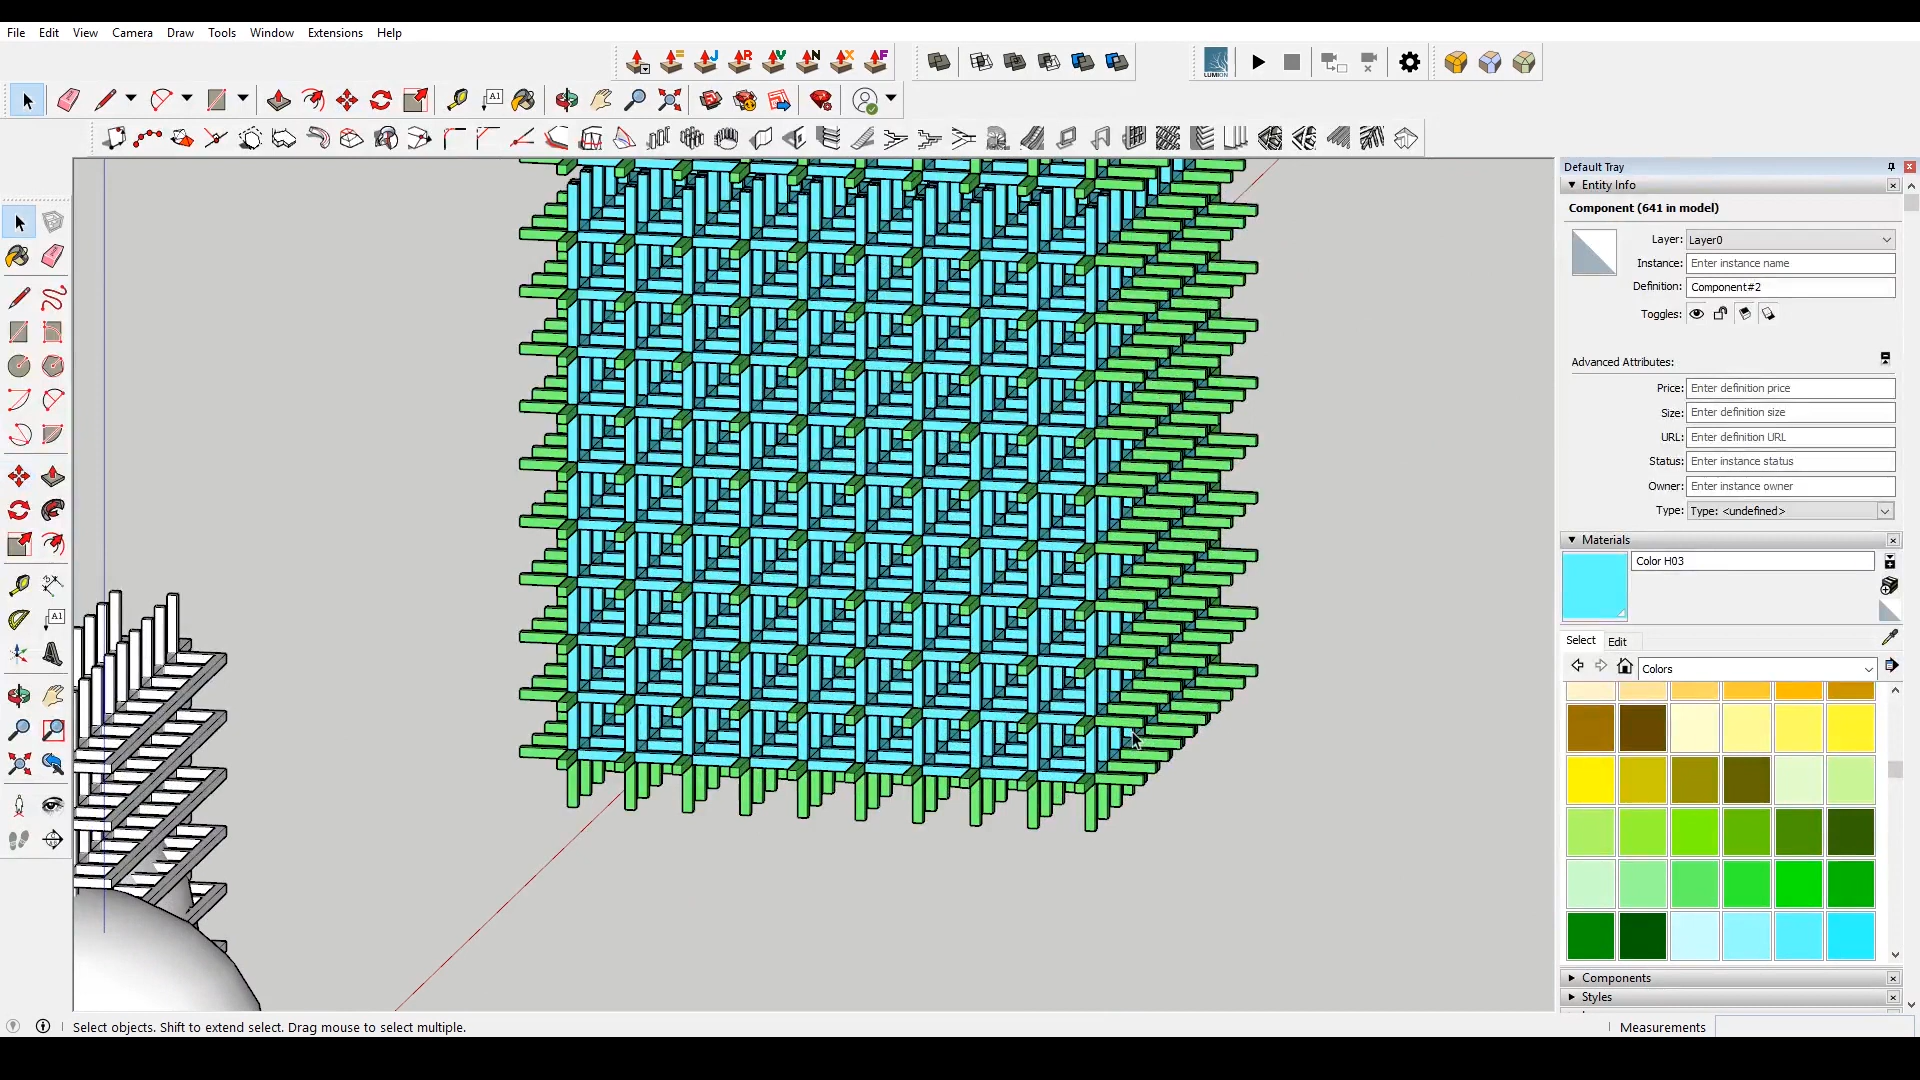 File Edit View Camera Draw Tools Window Extensions Help
J R V N X F
LUMION
A1
Default Tray
Entity Info
Component (641 in model)
Layer: Layer0
Instance: Enter instance name
Definition: Component#2
Toggles:
Advanced Attributes:
Price: Enter definition price
Size: Enter definition size
URL: Enter definition URL
Status: Enter instance status
Owner: Enter instance owner
Type: Type: <undefined>
Materials
Color H03
A1
Select Edit
Colors
Components
Styles
Select objects. Shift to extend select. Drag mouse to select multiple.
Measurements